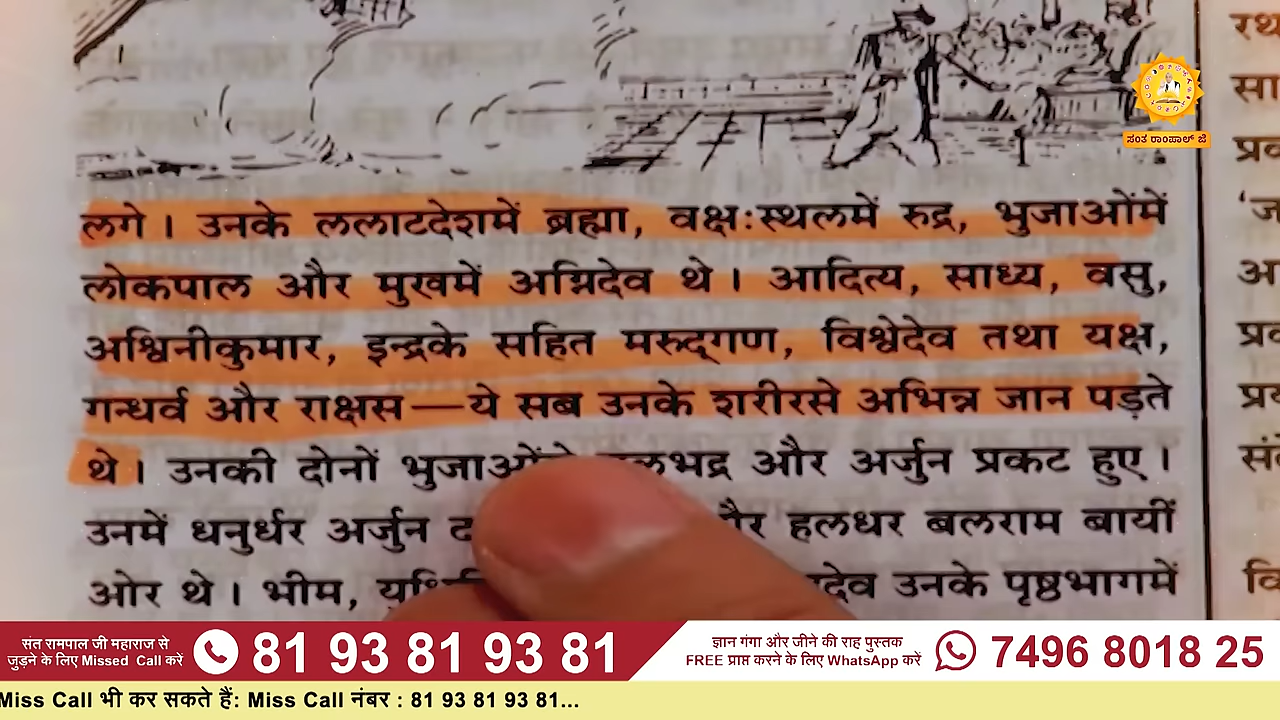 लगे। उनके ललाटदेशमें ब्रह्मा, वक्षःस्थलमें रुद्र, भुजाओंमें
लोकपाल और मुखमें अग्निदेव थे। आदित्य, साध्य, वसु,
अश्विनीकुमार, इन्द्रके सहित मरुद्‌गण, विश्वेदेव तथा यक्ष,
गन्धर्व और राक्षस—ये सब उनके शरीरसे अभिन्न जान पड़ते
थे। उनकी दोनों भुजाओंसे और अर्जुन प्रकट हुए।
उनमें धनुर्धर अर्जुन और हलधर बलराम बायीं
ओर थे। भीम, उनके पृष्ठभागमें
ಸಂತ ರಾಂಪಾಲ್ ಜಿ
संत रामपाल जी महाराज से
जुड़ने के लिए Missed Call करें
81 93 81 93 81
ज्ञान गंगा और जीने की राह पुस्तक
FREE प्राप्त करने के लिए WhatsApp करें
7496 8018 25
Miss Call भी कर सकते हैं: Miss Call नंबर : 81 93 81 93 81...